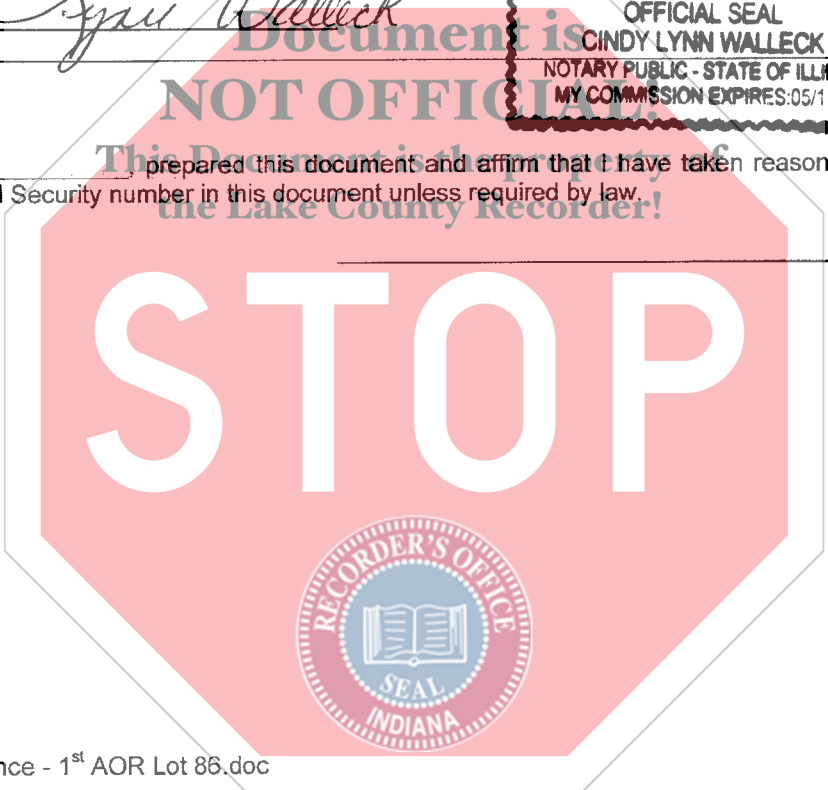 Lynn Walleck
OFFICIAL SEAL
CINDY LYNN WALLECK
NOTARY PUBLIC - STATE OF ILLI
MY COMMISSION EXPIRES:05/1
Document is
NOT OFFICIAL!
This Document is the property of
the Lake County Recorder!
, prepared this document and affirm that I have taken reason
l Security number in this document unless required by law.
STOP
RECORDER'S OFFICE
SEAL
INDIANA
nce - 1st AOR Lot 86.doc